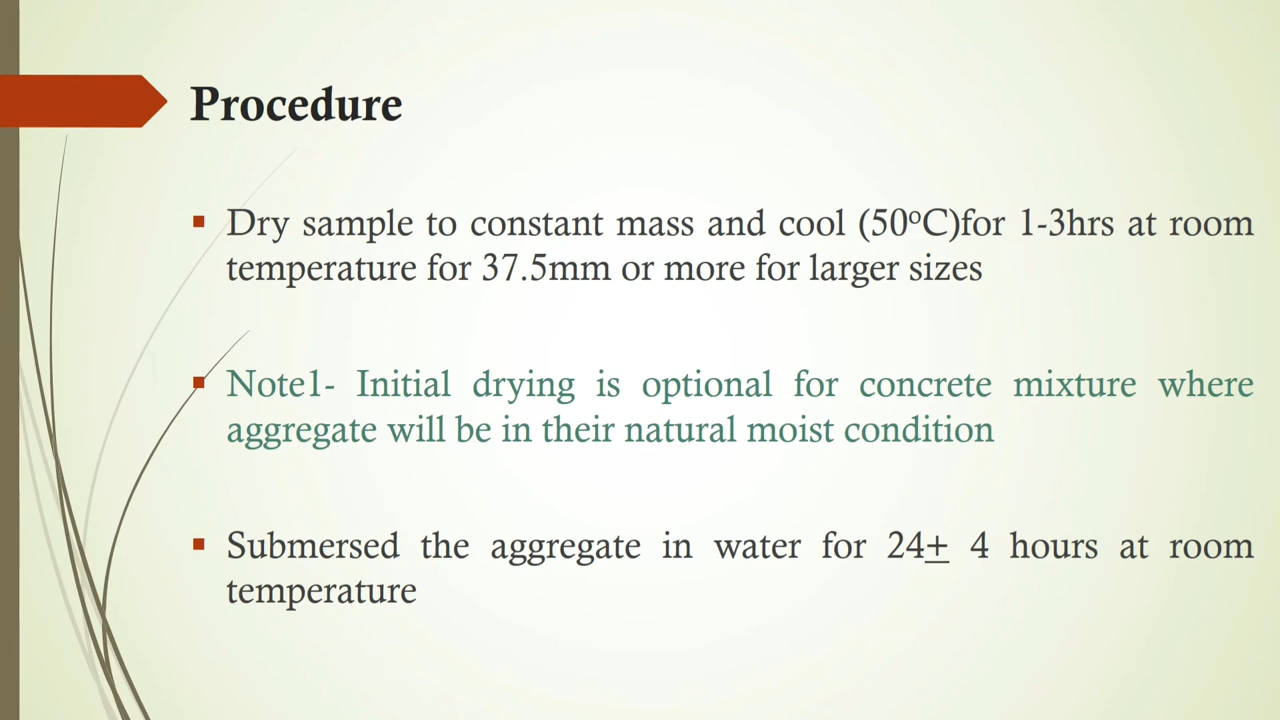 Procedure
Dry sample to constant mass and cool (50ºC)for 1-3hrs at room
temperature for 37.5mm or more for larger sizes
Note1- Initial drying is optional for concrete mixture where
aggregate will be in their natural moist condition
Submersed the aggregate in water for 24± 4 hours at room
temperature